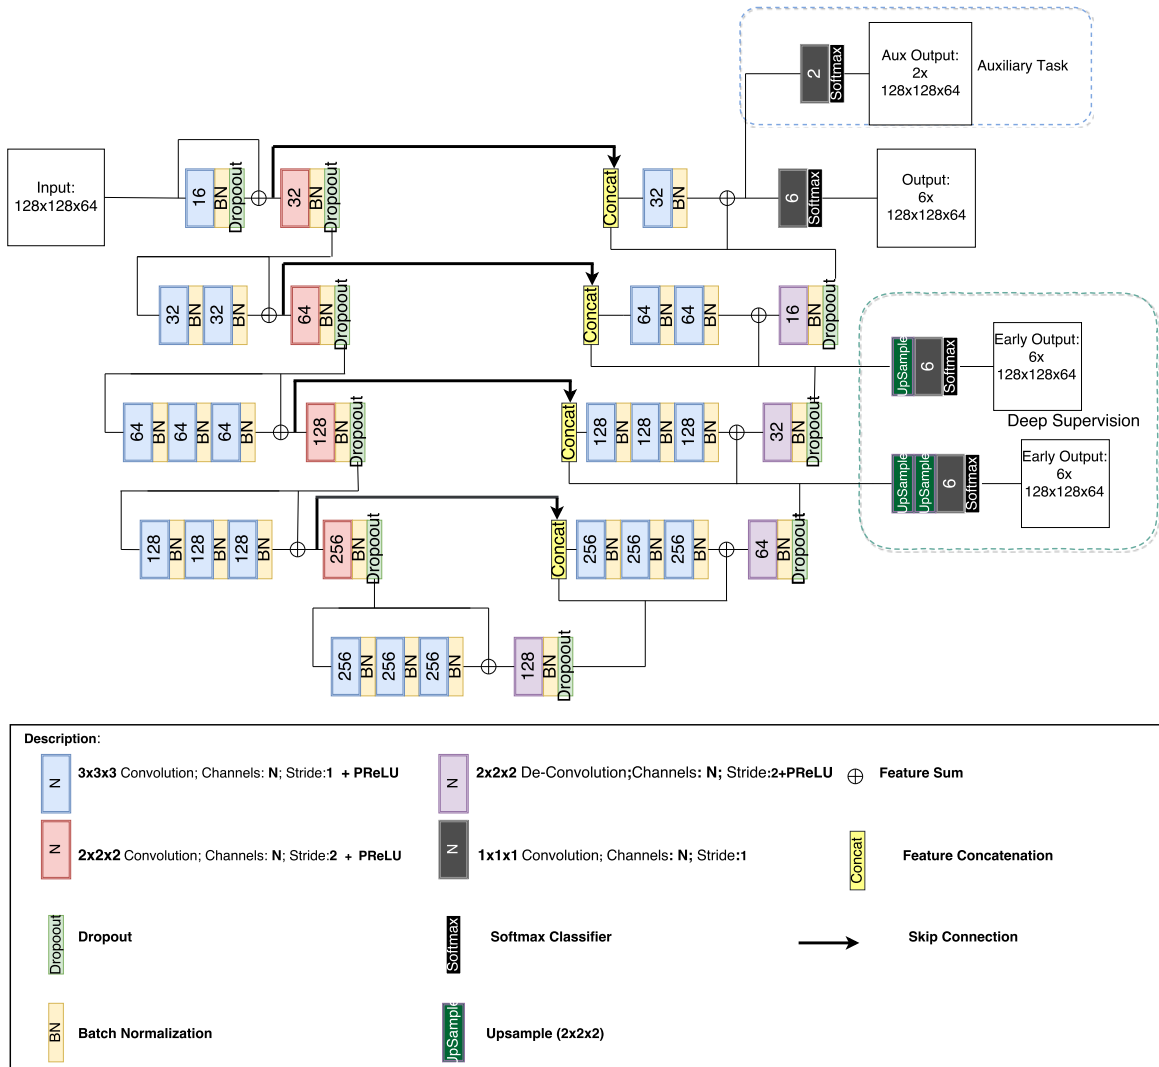 2
Softmax
Aux Output:
2x
128x128x64
Auxiliary Task
Input:
128x128x64
16
BN
Dropoout
32
BN
Dropoout
Concat
32
BN
6
Softmax
Output:
6x
128x128x64
32
BN
32
BN
64
BN
Dropoout
Concat
64
BN
64
BN
16
BN
Dropoout
UpSample
6
Softmax
Early Output:
6x
128x128x64
Deep Supervision
64
BN
64
BN
64
BN
128
BN
Dropoout
Concat
128
BN
128
BN
128
BN
32
BN
Dropoout
UpSample
UpSample
6
Softmax
Early Output:
6x
128x128x64
128
BN
128
BN
128
BN
256
BN
Dropoout
Concat
256
BN
256
BN
256
BN
64
BN
Dropoout
256
BN
256
BN
256
BN
128
BN
Dropoout
Description:
N
3x3x3 Convolution; Channels: N; Stride:1 + PReLU
N
2x2x2 De-Convolution;Channels: N; Stride:2+PReLU
Feature Sum
N
2x2x2 Convolution; Channels: N; Stride:2 + PReLU
N
1x1x1 Convolution; Channels: N; Stride:1
Concat
Feature Concatenation
Dropoout
Dropout
Softmax
Softmax Classifier
Skip Connection
BN
Batch Normalization
UpSample
Upsample (2x2x2)